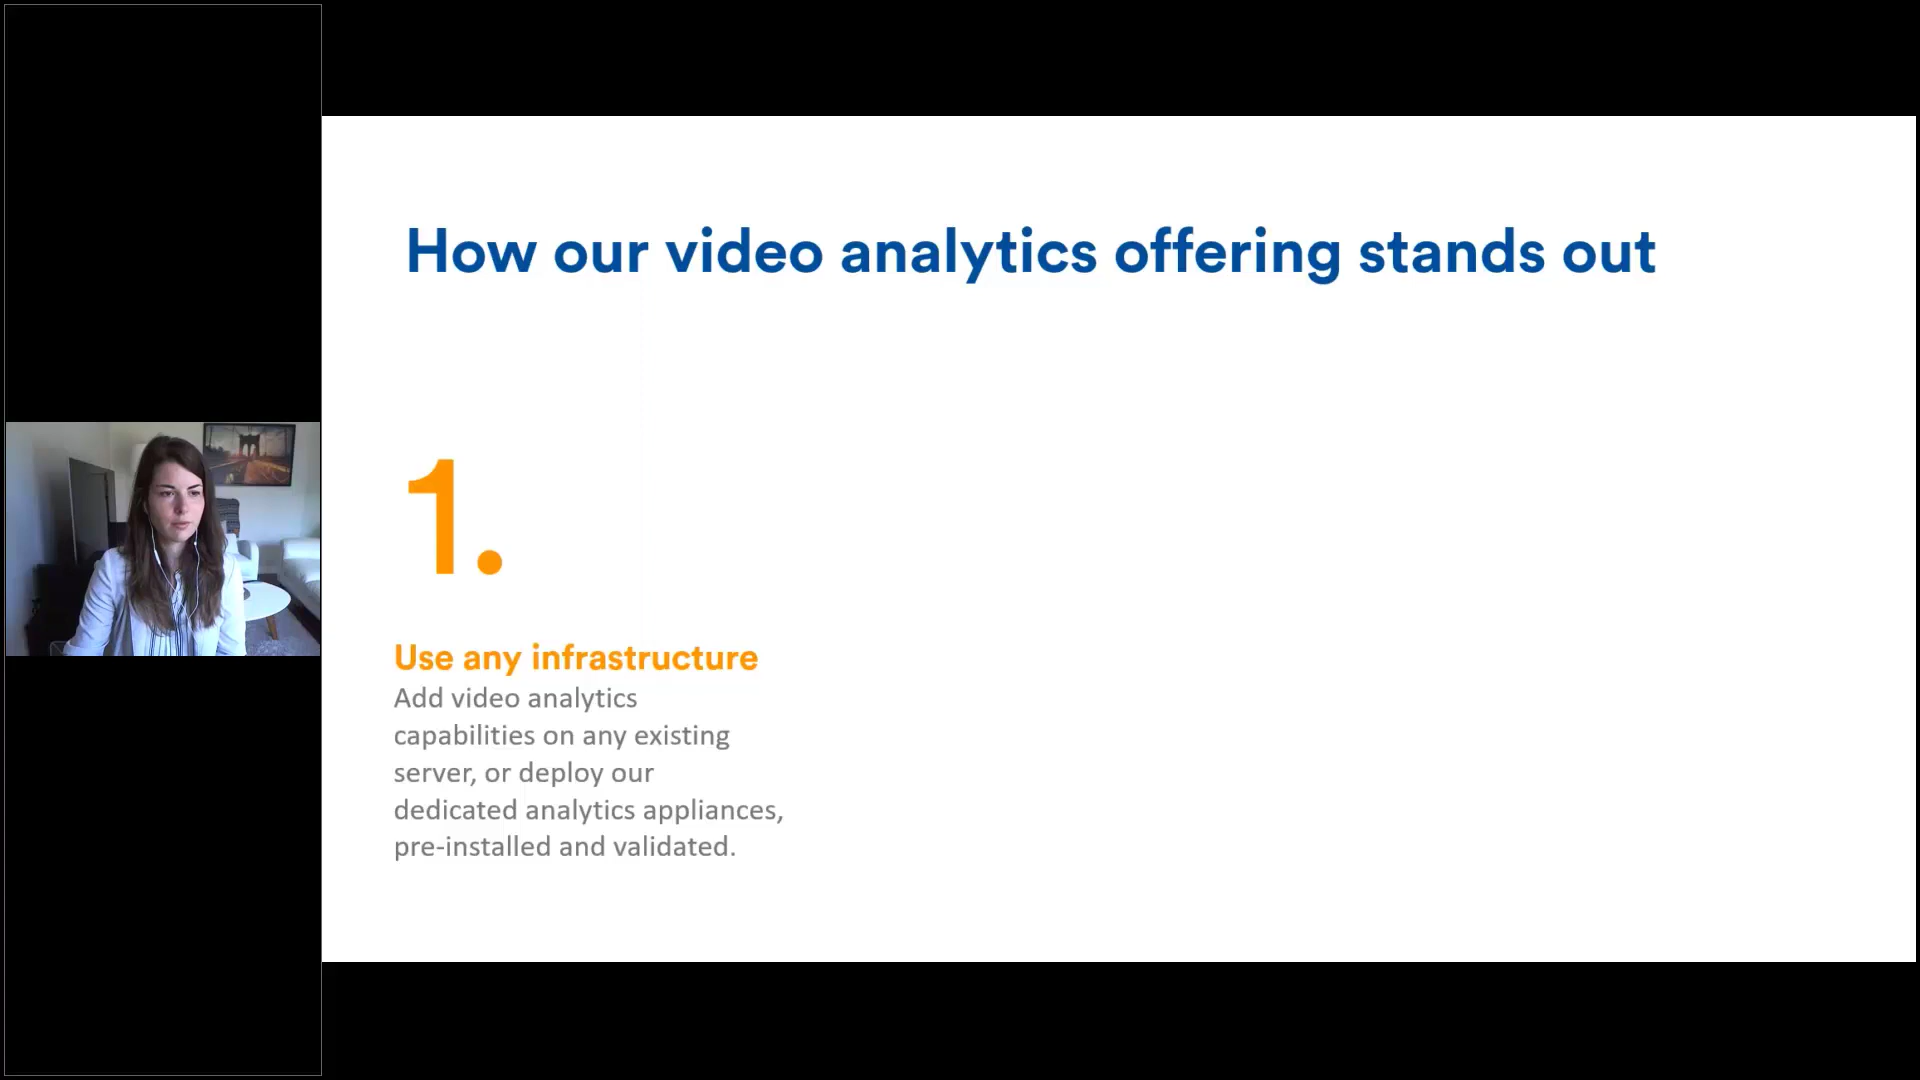 How our video analytics offering stands out
1.
Use any infrastructure
Add video analytics
capabilities on any existing
server, or deploy our
dedicated analytics appliances,
pre-installed and validated.